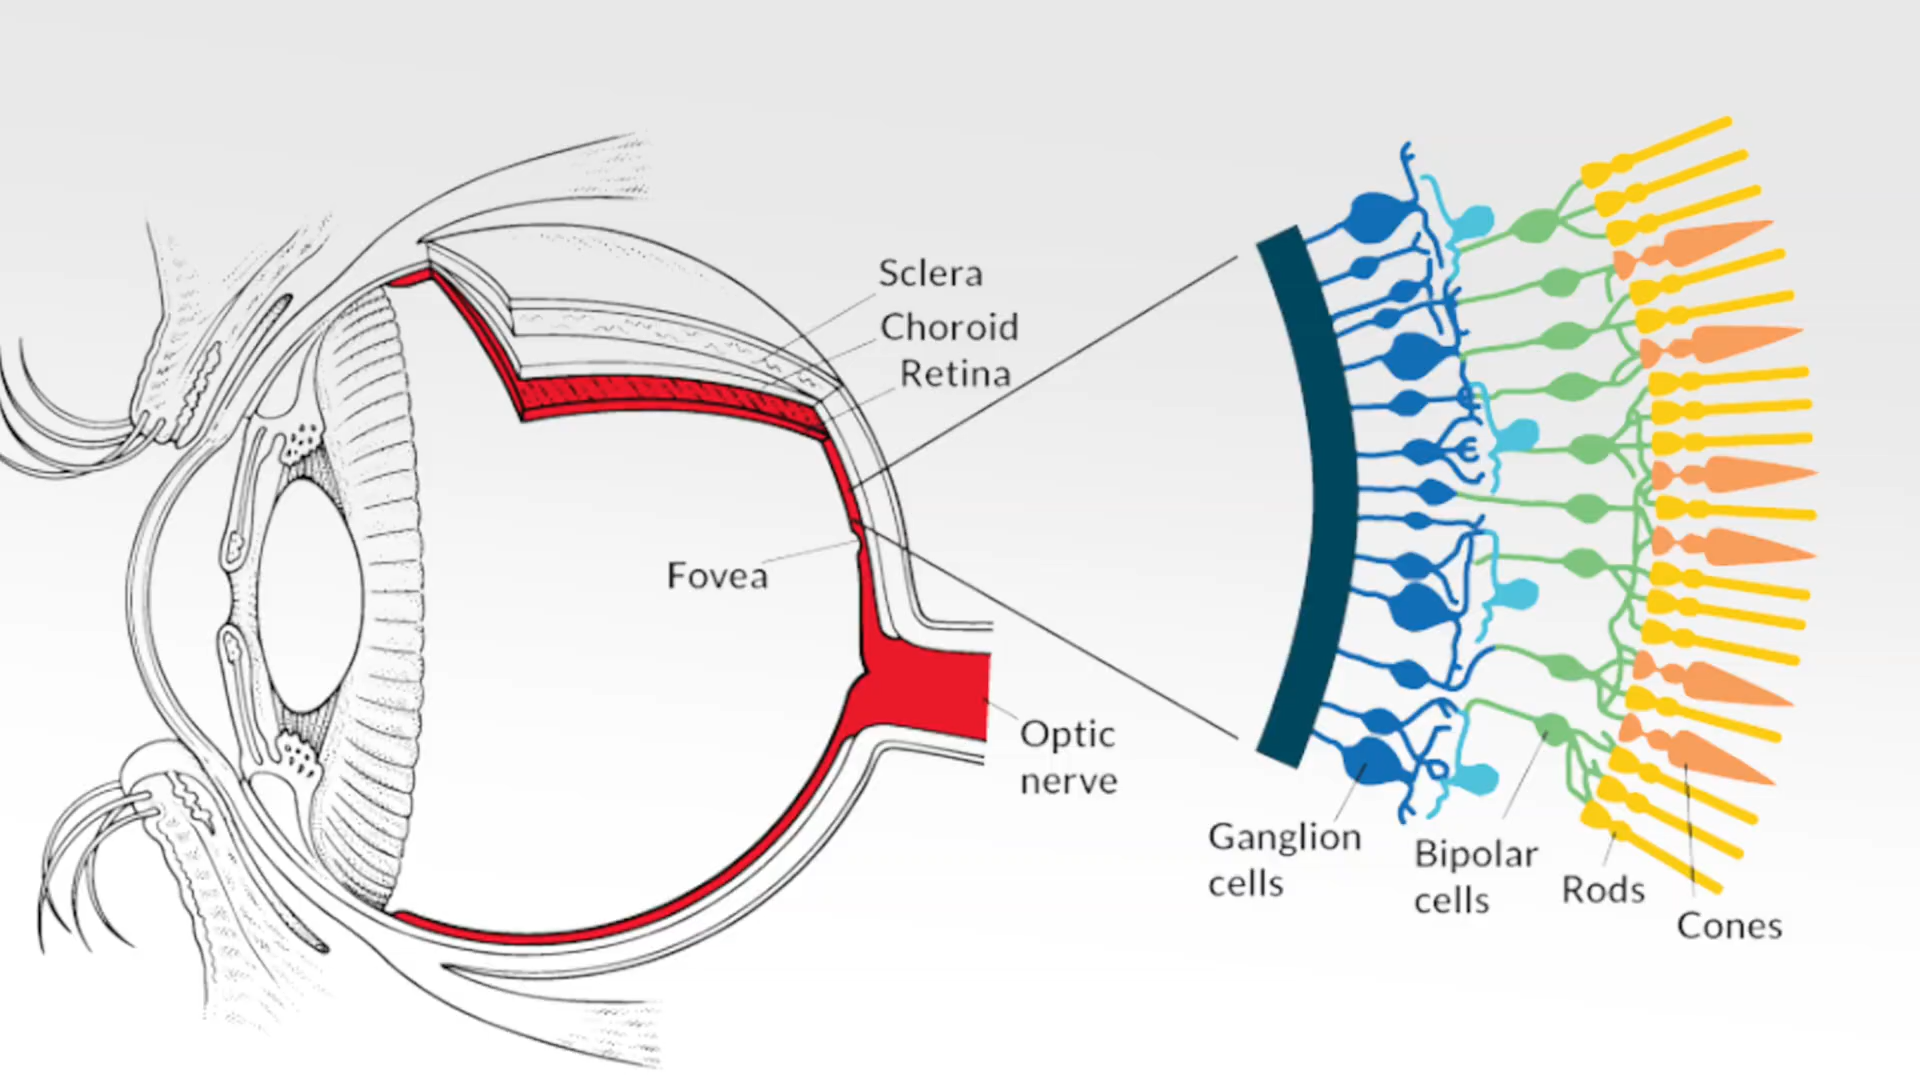 Sclera
Choroid
Retina
Fovea
Optic
nerve
Ganglion
cells
Bipolar
cells
Rods
Cones